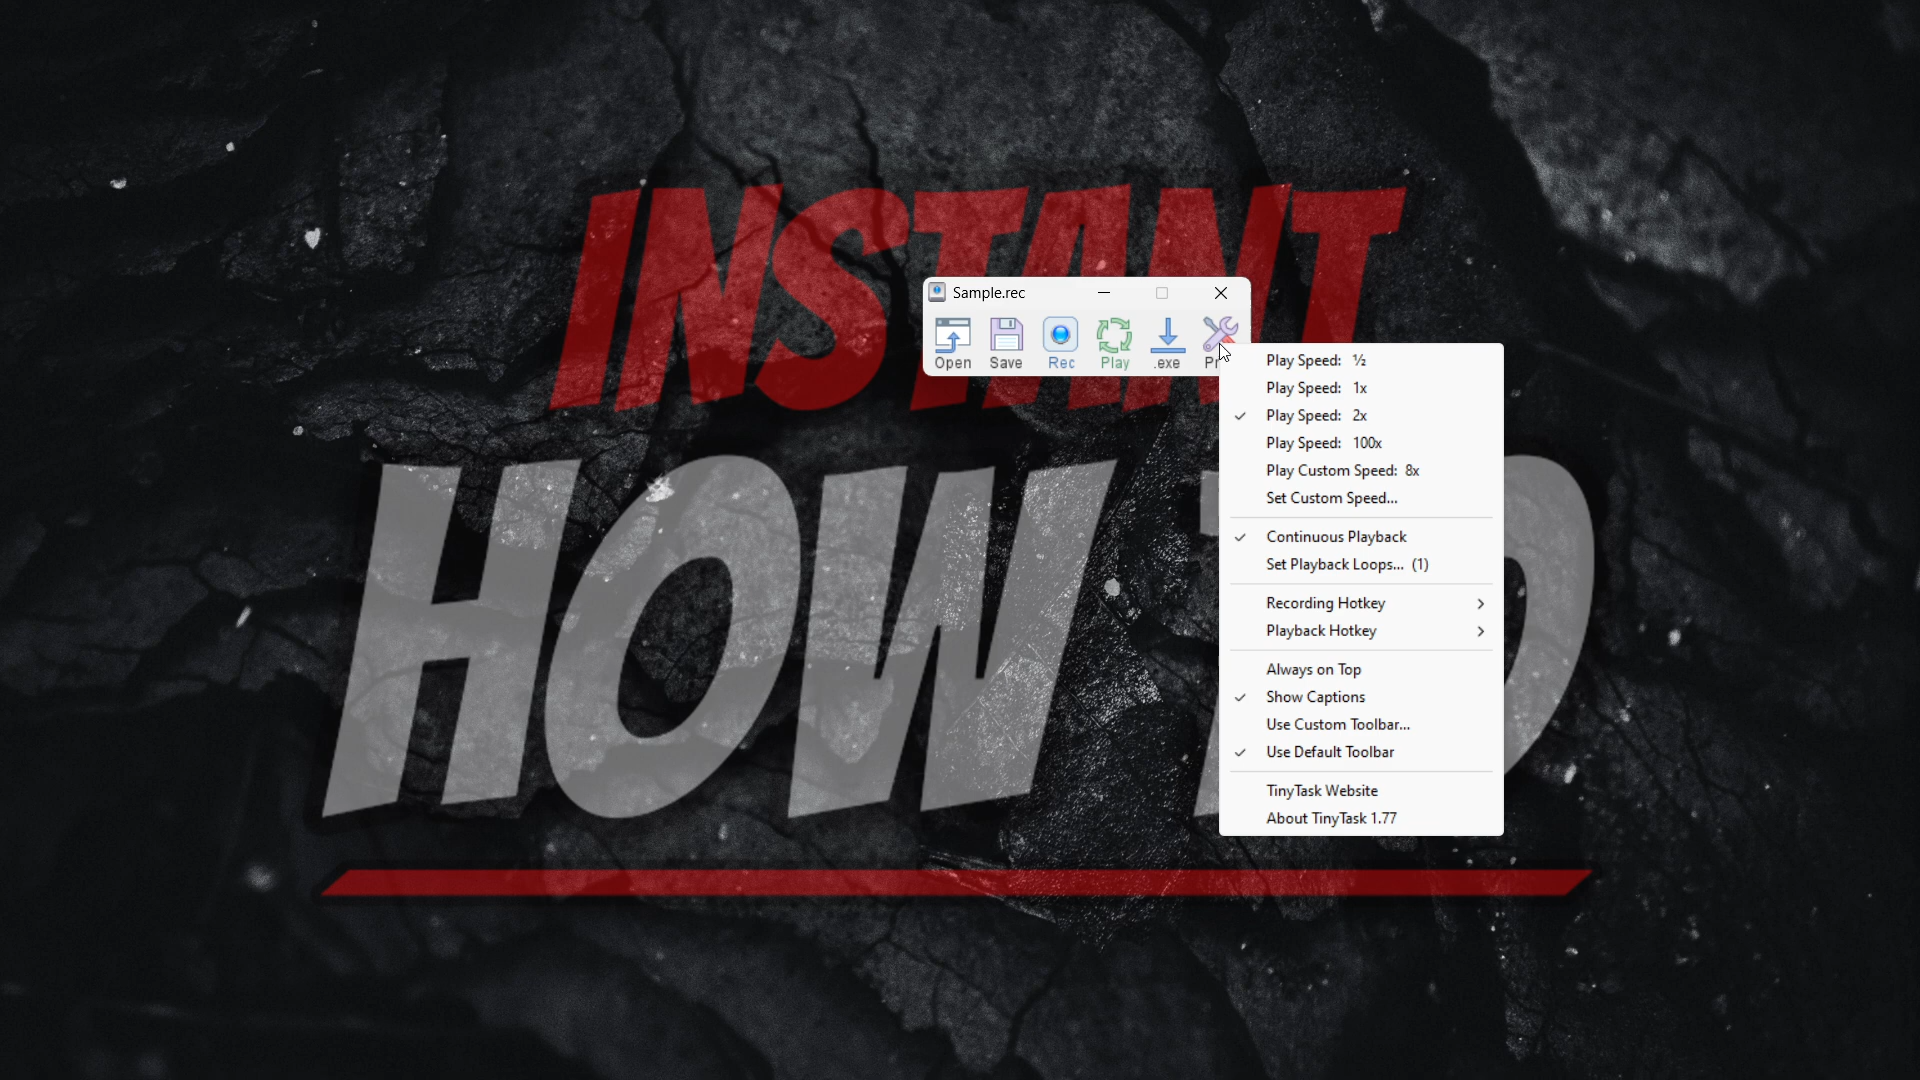 INSTANT
HOW
Sample.rec
Open Save Rec Play .exe
Play Speed: ½
Play Speed: 1x
✓ Play Speed: 2x
Play Speed: 100x
Play Custom Speed: 8x
Set Custom Speed...
✓ Continuous Playback
Set Playback Loops... (1)
Recording Hotkey >
Playback Hotkey >
Always on Top
✓ Show Captions
Use Custom Toolbar...
✓ Use Default Toolbar
TinyTask Website
About TinyTask 1.77